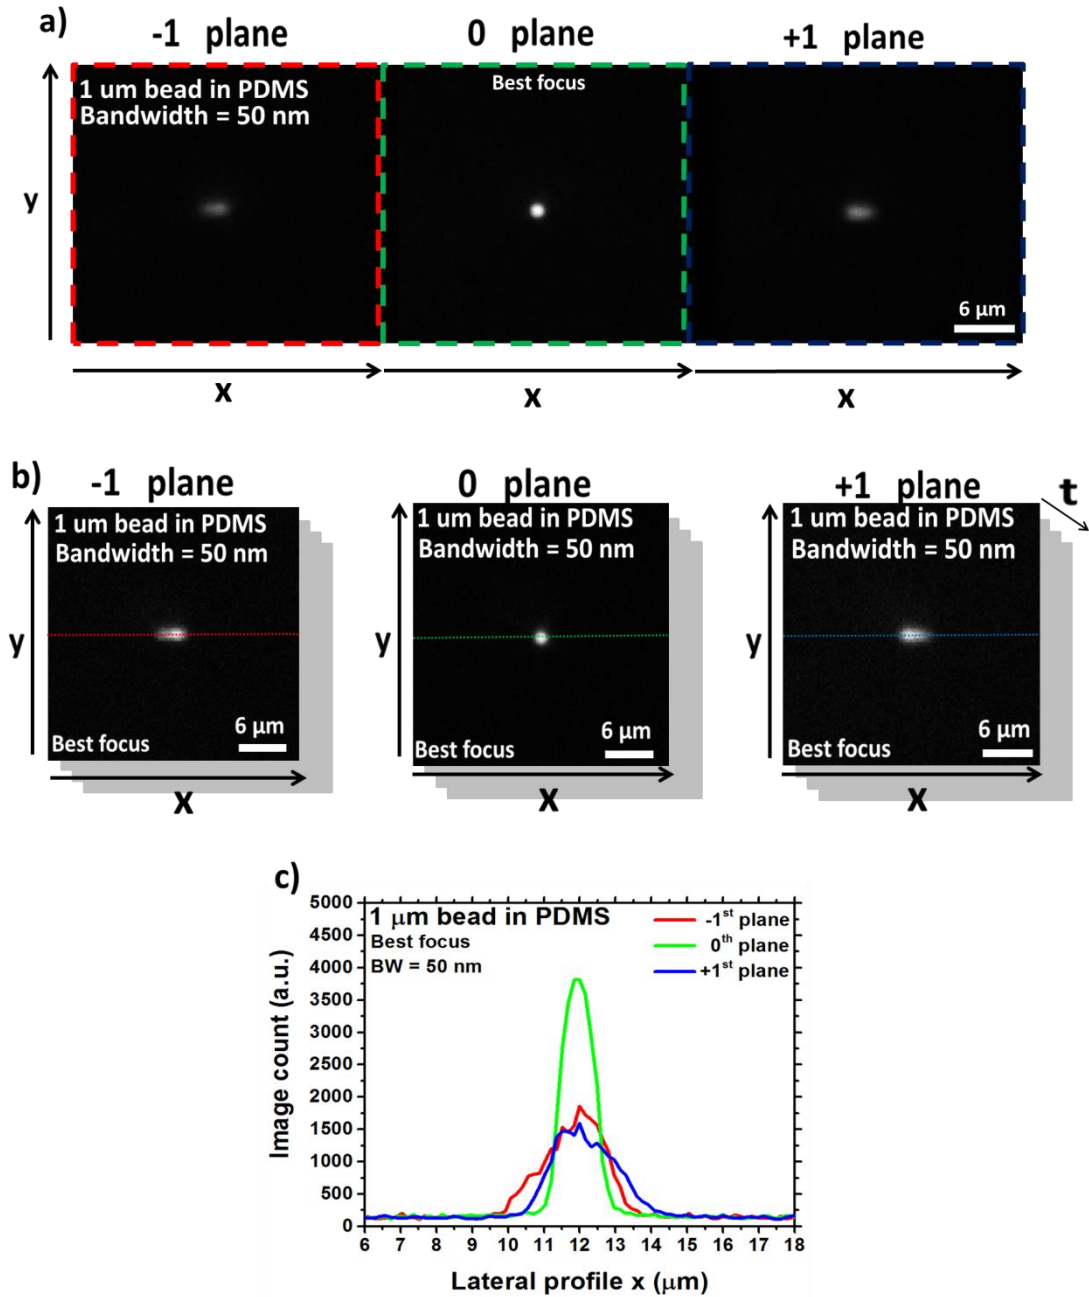 a)
-1 plane
0 plane
+1 plane
1 um bead in PDMS
Bandwidth = 50 nm
Best focus
y
6 µm
x
x
x
b)
-1 plane
0 plane
+1 plane
t
1 um bead in PDMS
Bandwidth = 50 nm
y
6 µm
Best focus
x
1 um bead in PDMS
Bandwidth = 50 nm
y
6 µm
Best focus
x
1 um bead in PDMS
Bandwidth = 50 nm
y
6 µm
Best focus
x
c)
1 µm bead in PDMS
Best focus
BW = 50 nm
-1st plane
0th plane
+1st plane
Image count (a.u.)
5000
4500
4000
3500
3000
2500
2000
1500
1000
500
0
6 7 8 9 10 11 12 13 14 15 16 17 18
Lateral profile x (µm)